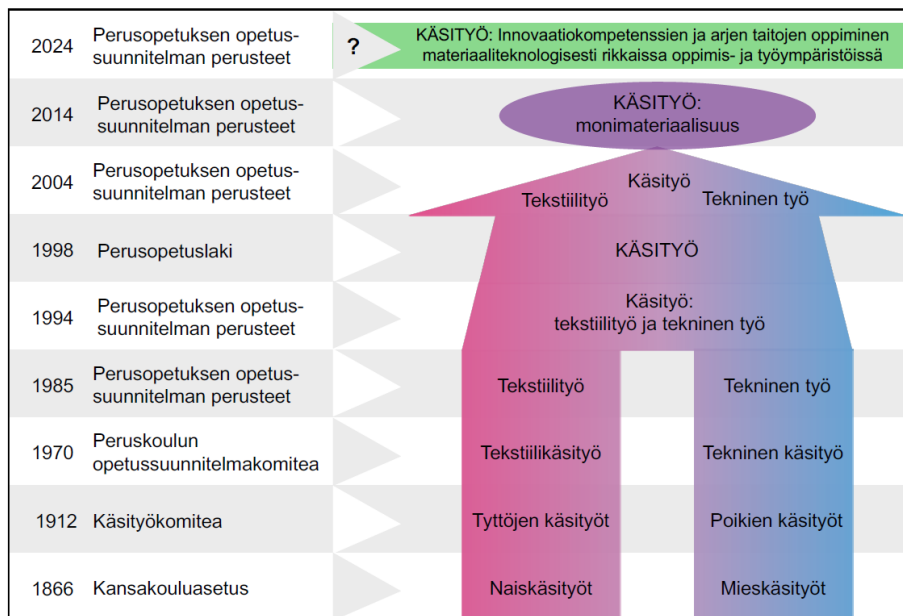 2024 Perusopetuksen opetus-
suunnitelman perusteet
?
KÄSITYÖ: Innovaatiokompetenssien ja arjen taitojen oppiminen
materiaaliteknologisesti rikkaissa oppimis- ja työympäristöissä
2014 Perusopetuksen opetus-
suunnitelman perusteet
KÄSITYÖ:
monimateriaalisuus
2004 Perusopetuksen opetus-
suunnitelman perusteet
Käsityö
Tekstiilityö Tekninen työ
1998 Perusopetuslaki
KÄSITYÖ
1994 Perusopetuksen opetus-
suunnitelman perusteet
Käsityö:
tekstiilityö ja tekninen työ
1985 Perusopetuksen opetus-
suunnitelman perusteet
Tekstiilityö Tekninen työ
1970 Peruskoulun
opetussuunnitelmakomitea
Tekstiilikäsityö Tekninen käsityö
1912 Käsityökomitea
Tyttöjen käsityöt Poikien käsityöt
1866 Kansakouluasetus
Naiskäsityöt Mieskäsityöt